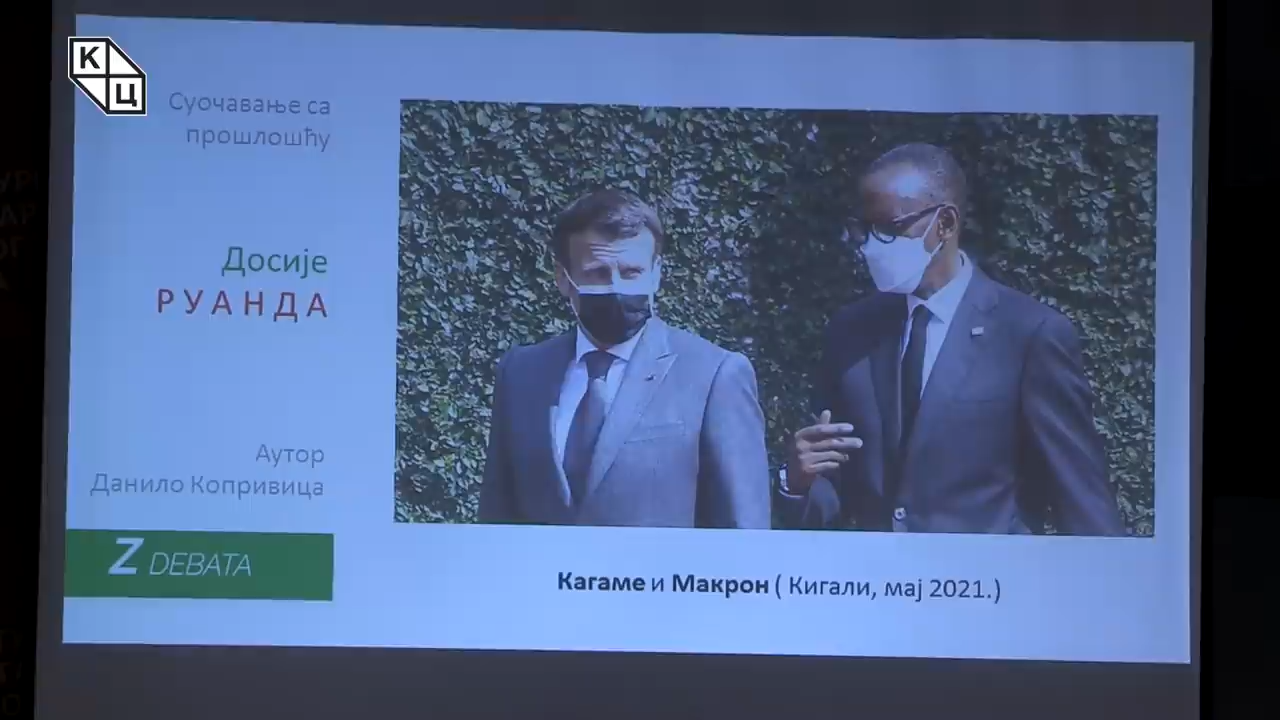 К
Ц
Суочавање са
прошлошћу
Досије
РУАНДА
Аутор
Данило Копривица
Z DEBATA
Кагаме и Макрон ( Кигали, мај 2021.)